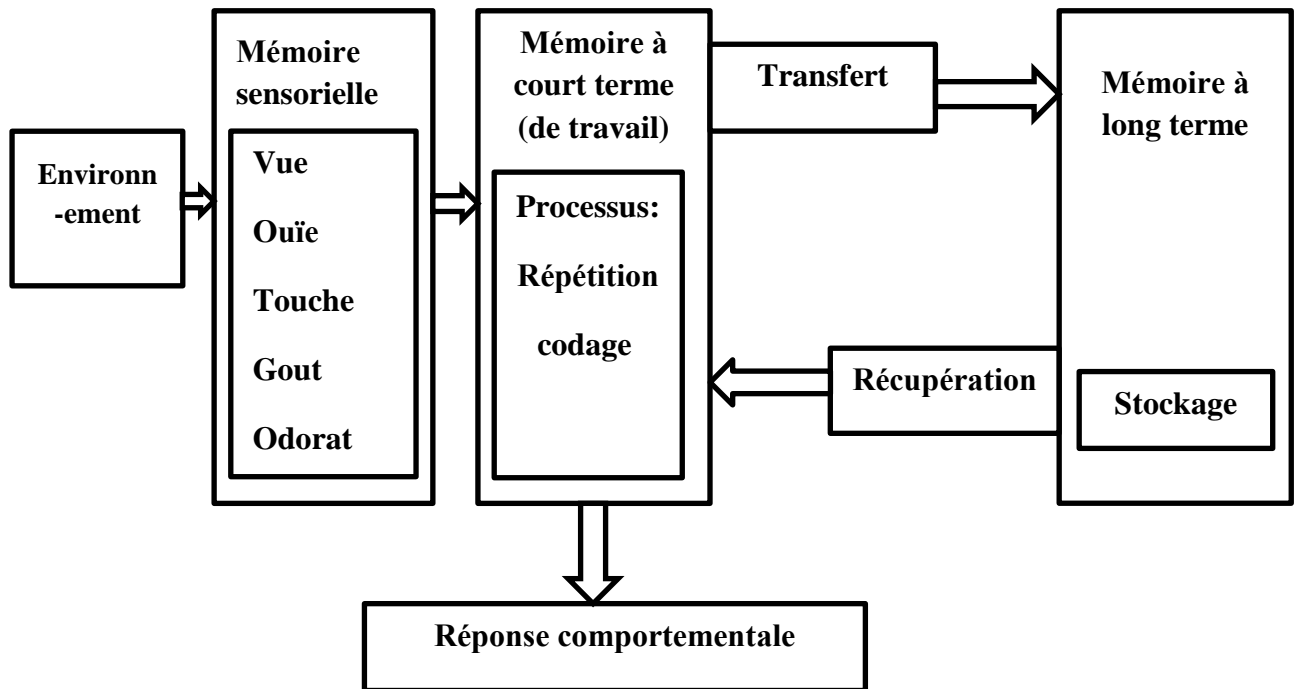 Environn
-ement
Mémoire
sensorielle
Vue
Ouïe
Touche
Gout
Odorat
Mémoire à
court terme
(de travail)
Processus:
Répétition
codage
Transfert
Récupération
Mémoire à
long terme
Stockage
Réponse comportementale